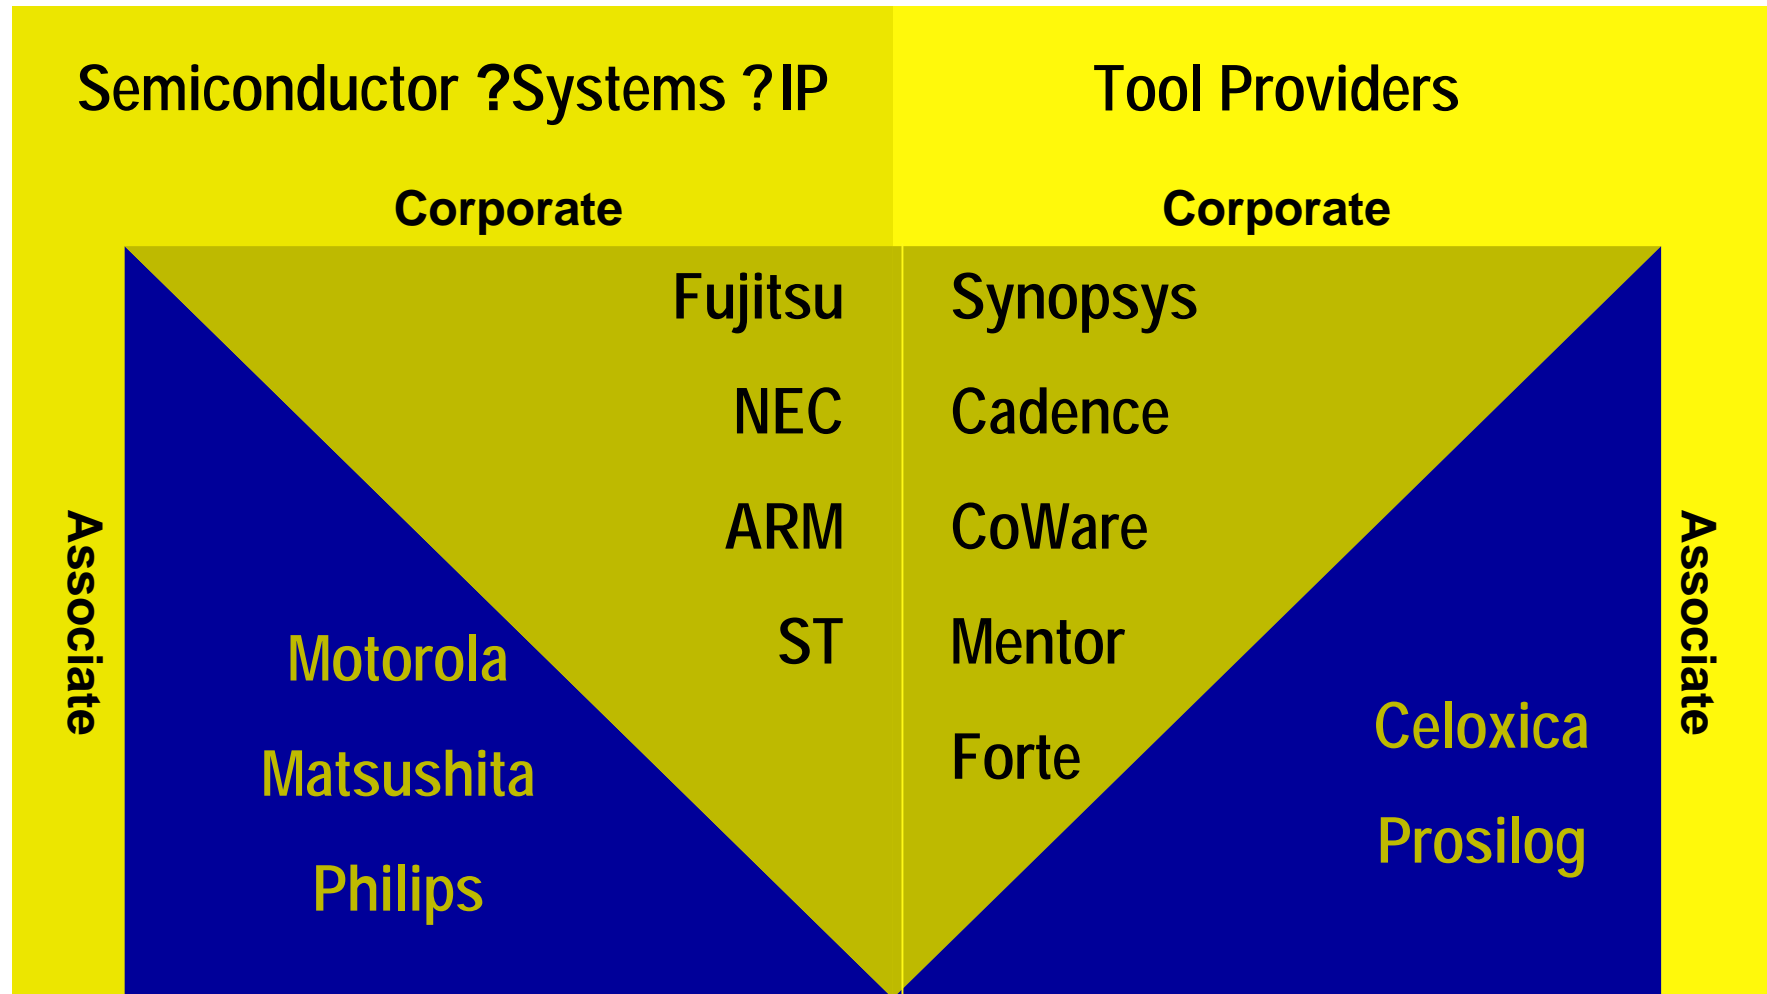 Semiconductor ?Systems ?IP
Corporate
Fujitsu
NEC
ARM
ST
Associate
Motorola
Matsushita
Philips
Tool Providers
Corporate
Synopsys
Cadence
CoWare
Mentor
Forte
Celoxica
Prosilog
Associate